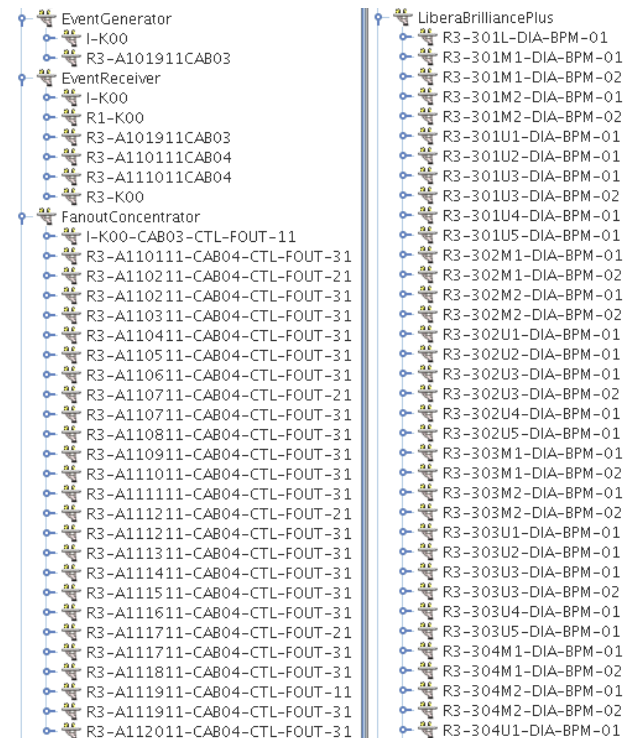 EventGenerator
I-K00
R3-A101911CAB03
EventReceiver
I-K00
R1-K00
R3-A101911CAB03
R3-A110111CAB04
R3-A111011CAB04
R3-K00
FanoutConcentrator
I-K00-CAB03-CTL-FOUT-11
R3-A110111-CAB04-CTL-FOUT-31
R3-A110211-CAB04-CTL-FOUT-21
R3-A110211-CAB04-CTL-FOUT-31
R3-A110311-CAB04-CTL-FOUT-31
R3-A110411-CAB04-CTL-FOUT-31
R3-A110511-CAB04-CTL-FOUT-31
R3-A110611-CAB04-CTL-FOUT-31
R3-A110711-CAB04-CTL-FOUT-21
R3-A110711-CAB04-CTL-FOUT-31
R3-A110811-CAB04-CTL-FOUT-31
R3-A110911-CAB04-CTL-FOUT-31
R3-A111011-CAB04-CTL-FOUT-31
R3-A111111-CAB04-CTL-FOUT-31
R3-A111211-CAB04-CTL-FOUT-21
R3-A111211-CAB04-CTL-FOUT-31
R3-A111311-CAB04-CTL-FOUT-31
R3-A111411-CAB04-CTL-FOUT-31
R3-A111511-CAB04-CTL-FOUT-31
R3-A111611-CAB04-CTL-FOUT-31
R3-A111711-CAB04-CTL-FOUT-21
R3-A111711-CAB04-CTL-FOUT-31
R3-A111811-CAB04-CTL-FOUT-31
R3-A111911-CAB04-CTL-FOUT-11
R3-A111911-CAB04-CTL-FOUT-31
R3-A112011-CAB04-CTL-FOUT-31
LiberaBrilliancePlus
R3-301L-DIA-BPM-01
R3-301M1-DIA-BPM-01
R3-301M1-DIA-BPM-02
R3-301M2-DIA-BPM-01
R3-301M2-DIA-BPM-02
R3-301U1-DIA-BPM-01
R3-301U2-DIA-BPM-01
R3-301U3-DIA-BPM-01
R3-301U3-DIA-BPM-02
R3-301U4-DIA-BPM-01
R3-301U5-DIA-BPM-01
R3-302M1-DIA-BPM-01
R3-302M1-DIA-BPM-02
R3-302M2-DIA-BPM-01
R3-302M2-DIA-BPM-02
R3-302U1-DIA-BPM-01
R3-302U2-DIA-BPM-01
R3-302U3-DIA-BPM-01
R3-302U3-DIA-BPM-02
R3-302U4-DIA-BPM-01
R3-302U5-DIA-BPM-01
R3-303M1-DIA-BPM-01
R3-303M1-DIA-BPM-02
R3-303M2-DIA-BPM-01
R3-303M2-DIA-BPM-02
R3-303U1-DIA-BPM-01
R3-303U2-DIA-BPM-01
R3-303U3-DIA-BPM-01
R3-303U3-DIA-BPM-02
R3-303U4-DIA-BPM-01
R3-303U5-DIA-BPM-01
R3-304M1-DIA-BPM-01
R3-304M1-DIA-BPM-02
R3-304M2-DIA-BPM-01
R3-304M2-DIA-BPM-02
R3-304U1-DIA-BPM-01